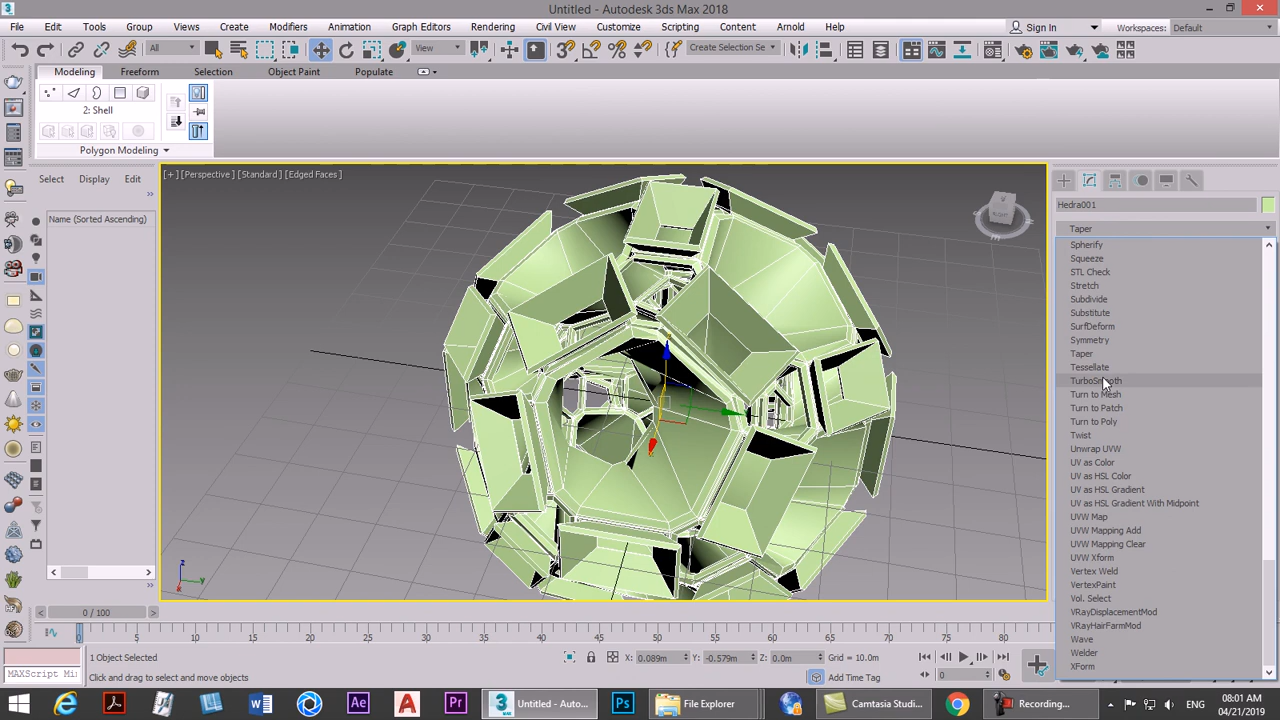 Untitled - Autodesk 3ds Max 2018
File Edit Tools Group Views Create Modifiers Animation Graph Editors Rendering Civil View Customize Scripting Content Arnold Help Sign In Workspaces: Default
All View Create Selection Se
Modeling Freeform Selection Object Paint Populate
2: Shell
Polygon Modeling
Select Display Edit
Name (Sorted Ascending)
[+] [Perspective] [Standard] [Edged Faces]
RIGHT
Hedra001
Taper
Spherify
Squeeze
STL Check
Stretch
Subdivide
Substitute
SurfDeform
Symmetry
Taper
Tessellate
TurboSmooth
Turn to Mesh
Turn to Patch
Turn to Poly
Twist
Unwrap UVW
UV as Color
UV as HSL Color
UV as HSL Gradient
UV as HSL Gradient With Midpoint
UVW Map
UVW Mapping Add
UVW Mapping Clear
UVW Xform
Vertex Weld
VertexPaint
Vol. Select
VRayDisplacementMod
VRayHairFarmMod
Wave
Welder
XForm
z
y
0 / 100
0 5 10 15 20 25 30 35 40 45 50 55 60 65 70 75 80 85
1 Object Selected X: 0.089m Y: -0.579m Z: 0.0m Grid = 10.0m
MAXScript Mi Click and drag to select and move objects Add Time Tag 0
Untitled - Auto... File Explorer Camtasia Studi... Recording...
08:01 AM
04/21/2019